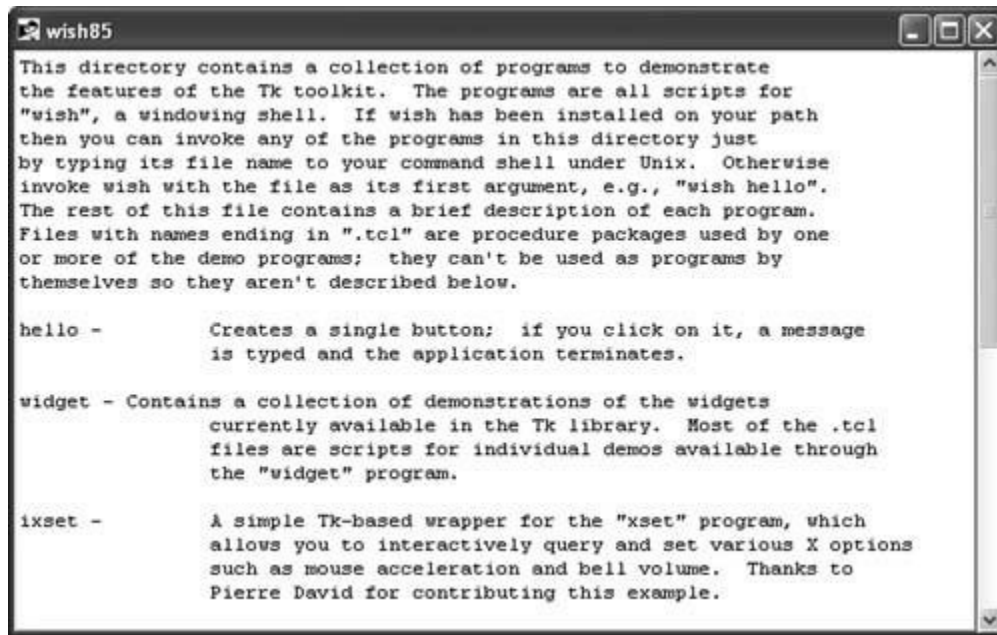 wish85
This directory contains a collection of programs to demonstrate
the features of the Tk toolkit.  The programs are all scripts for
"wish", a windowing shell.  If wish has been installed on your path
then you can invoke any of the programs in this directory just
by typing its file name to your command shell under Unix.  Otherwise
invoke wish with the file as its first argument, e.g., "wish hello".
The rest of this file contains a brief description of each program.
Files with names ending in ".tcl" are procedure packages used by one
or more of the demo programs;  they can't be used as programs by
themselves so they aren't described below.

hello -         Creates a single button;  if you click on it, a message
                is typed and the application terminates.

widget - Contains a collection of demonstrations of the widgets
                currently available in the Tk library.  Most of the .tcl
                files are scripts for individual demos available through
                the "widget" program.

ixset -         A simple Tk-based wrapper for the "xset" program, which
                allows you to interactively query and set various X options
                such as mouse acceleration and bell volume.  Thanks to
                Pierre David for contributing this example.